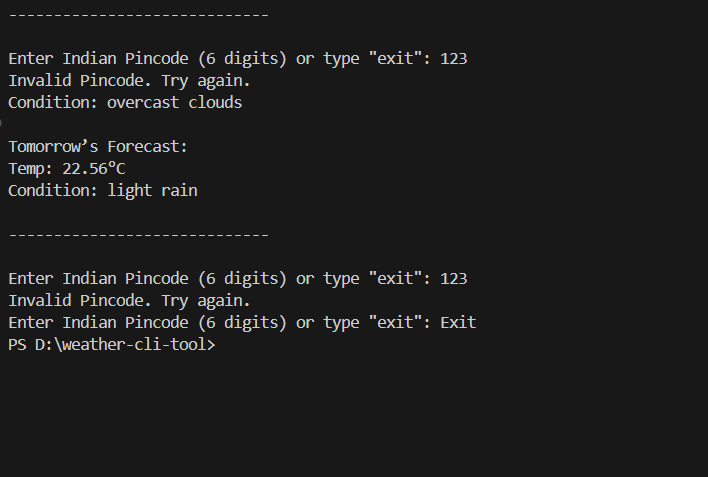 -----------------------------
Enter Indian Pincode (6 digits) or type "exit": 123
Invalid Pincode. Try again.
Condition: overcast clouds
Tomorrow’s Forecast:
Temp: 22.56°C
Condition: light rain
-----------------------------
Enter Indian Pincode (6 digits) or type "exit": 123
Invalid Pincode. Try again.
Enter Indian Pincode (6 digits) or type "exit": Exit
PS D:\weather-cli-tool>